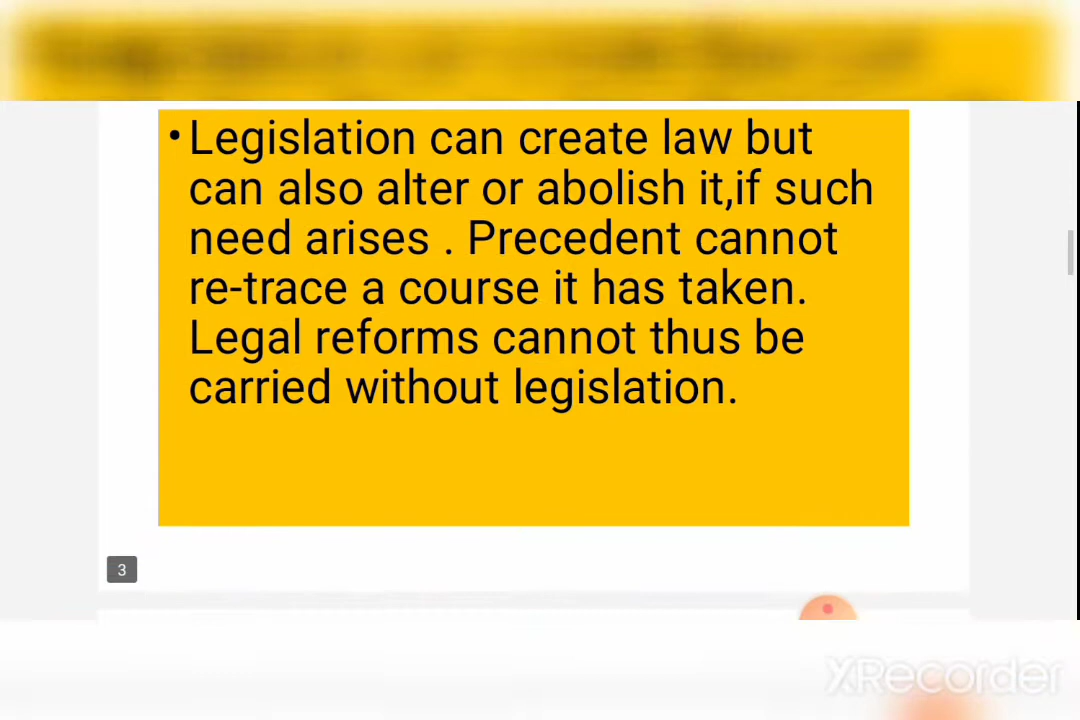 •Legislation can create law but
can also alter or abolish it,if such
need arises . Precedent cannot
re-trace a course it has taken.
Legal reforms cannot thus be
carried without legislation.
3
XRecorder